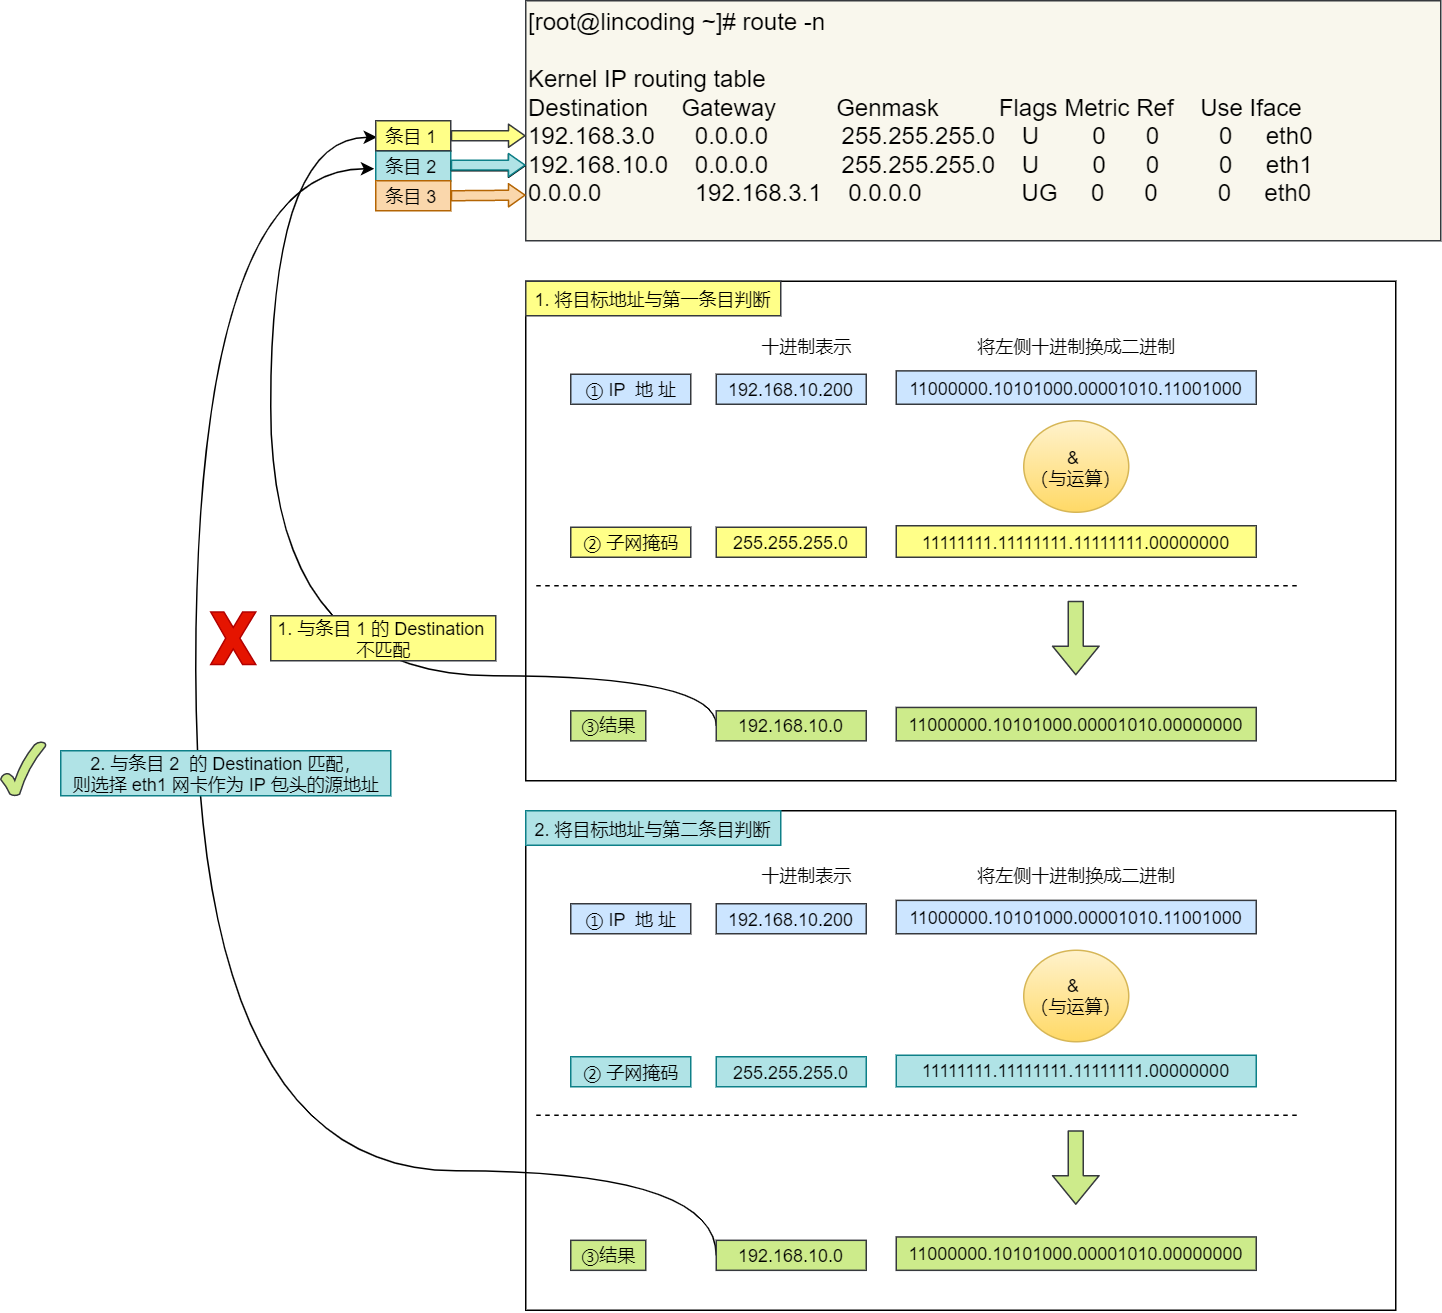 [root@lincoding ~]# route -n
Kernel IP routing table
Destination Gateway Genmask Flags Metric Ref Use Iface
条目 1 192.168.3.0 0.0.0.0 255.255.255.0 U 0 0 0 eth0
条目 2 192.168.10.0 0.0.0.0 255.255.255.0 U 0 0 0 eth1
条目 3 0.0.0.0 192.168.3.1 0.0.0.0 UG 0 0 0 eth0
1. 将目标地址与第一条目判断
十进制表示 将左侧十进制换成二进制
① IP 地 址 192.168.10.200 11000000.10101000.00001010.11001000
&
（与运算）
② 子网掩码 255.255.255.0 11111111.11111111.11111111.00000000
1. 与条目 1 的 Destination
不匹配
③结果 192.168.10.0 11000000.10101000.00001010.00000000
2. 与条目 2 的 Destination 匹配，
则选择 eth1 网卡作为 IP 包头的源地址
2. 将目标地址与第二条目判断
十进制表示 将左侧十进制换成二进制
① IP 地 址 192.168.10.200 11000000.10101000.00001010.11001000
&
（与运算）
② 子网掩码 255.255.255.0 11111111.11111111.11111111.00000000
③结果 192.168.10.0 11000000.10101000.00001010.00000000